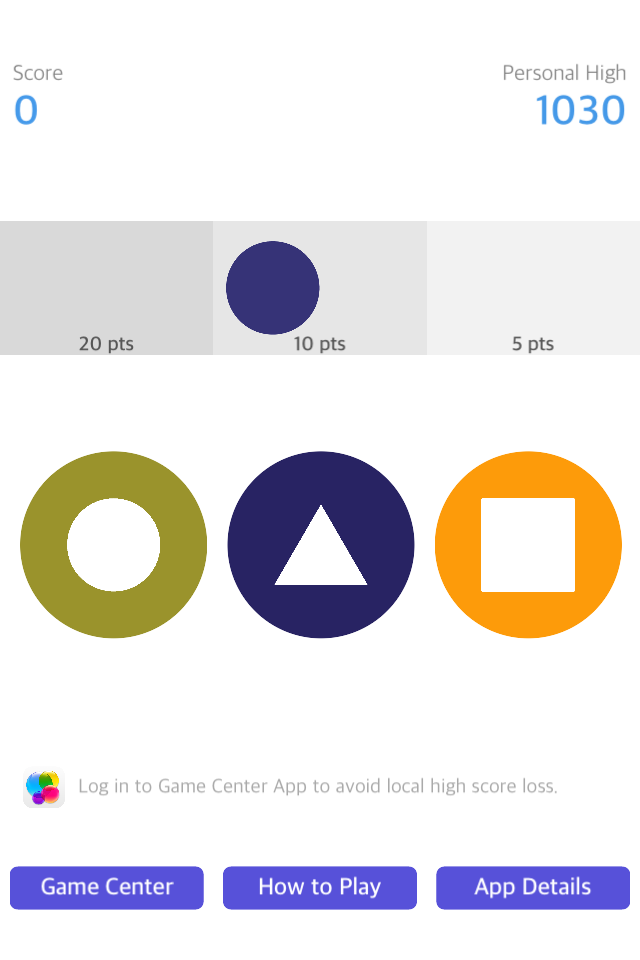 Score
Personal High
0
1030
20 pts
10 pts
5 pts
Log in to Game Center App to avoid local high score loss.
Game Center
How to Play
App Details